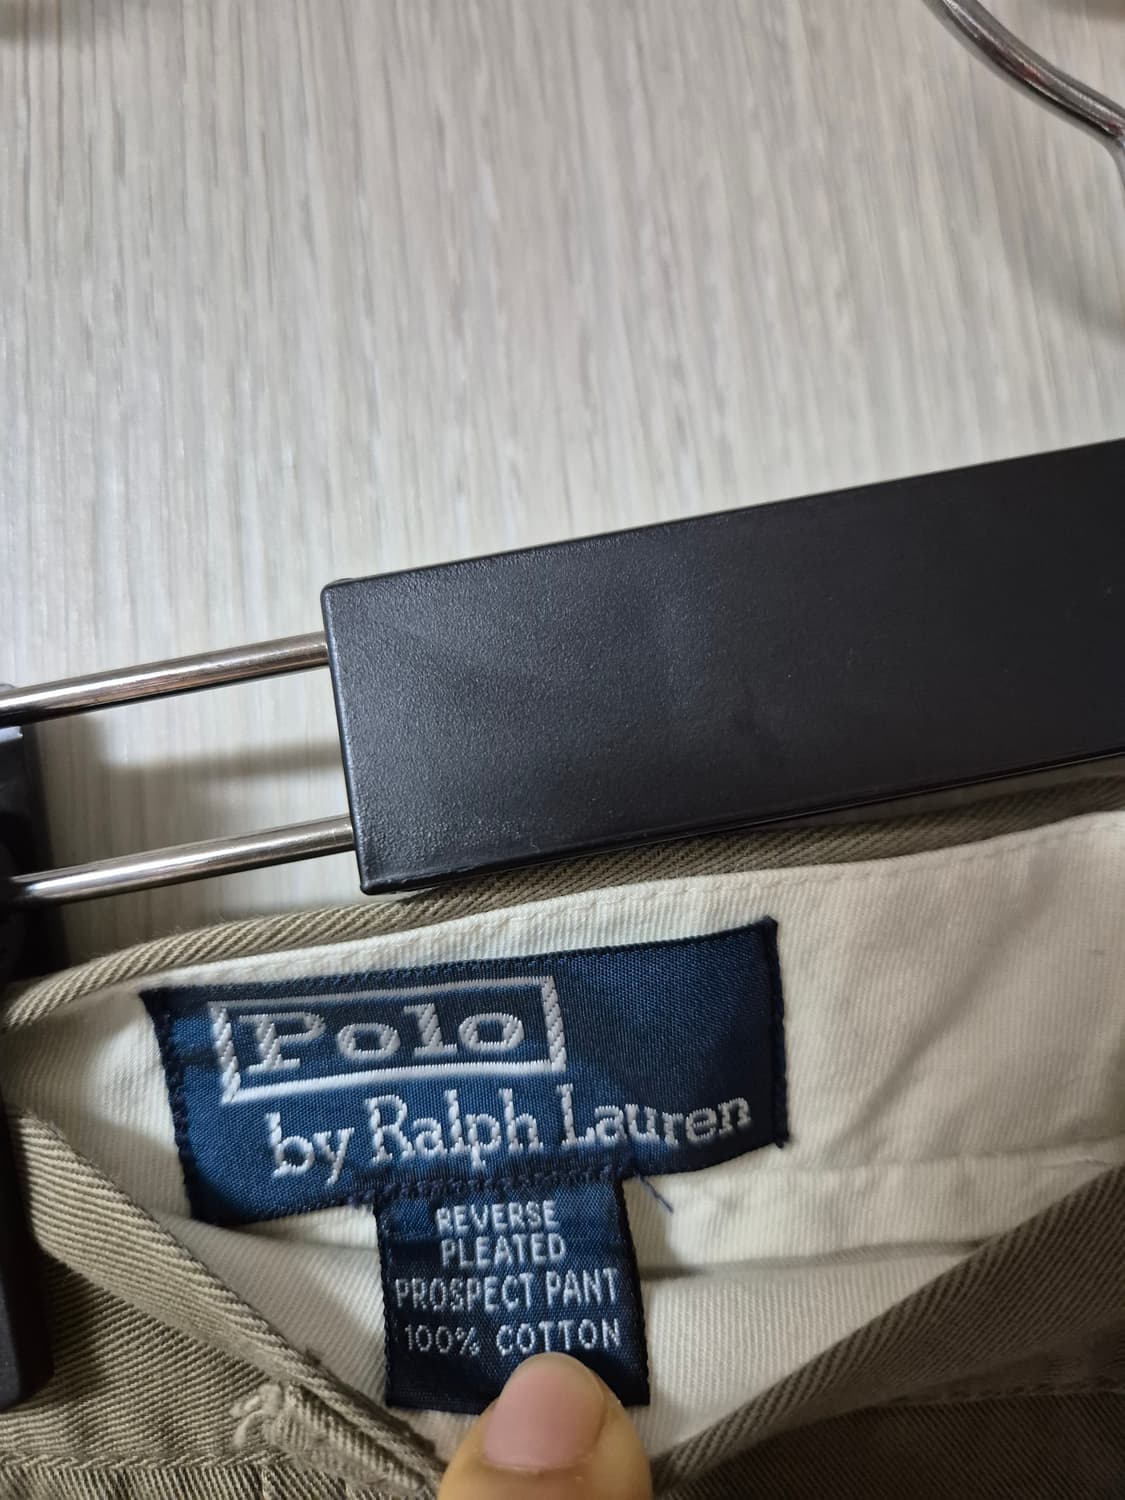 Polo
by Ralph Lauren
REVERSE
PLEATED
PROSPECT PANT
100% COTTON